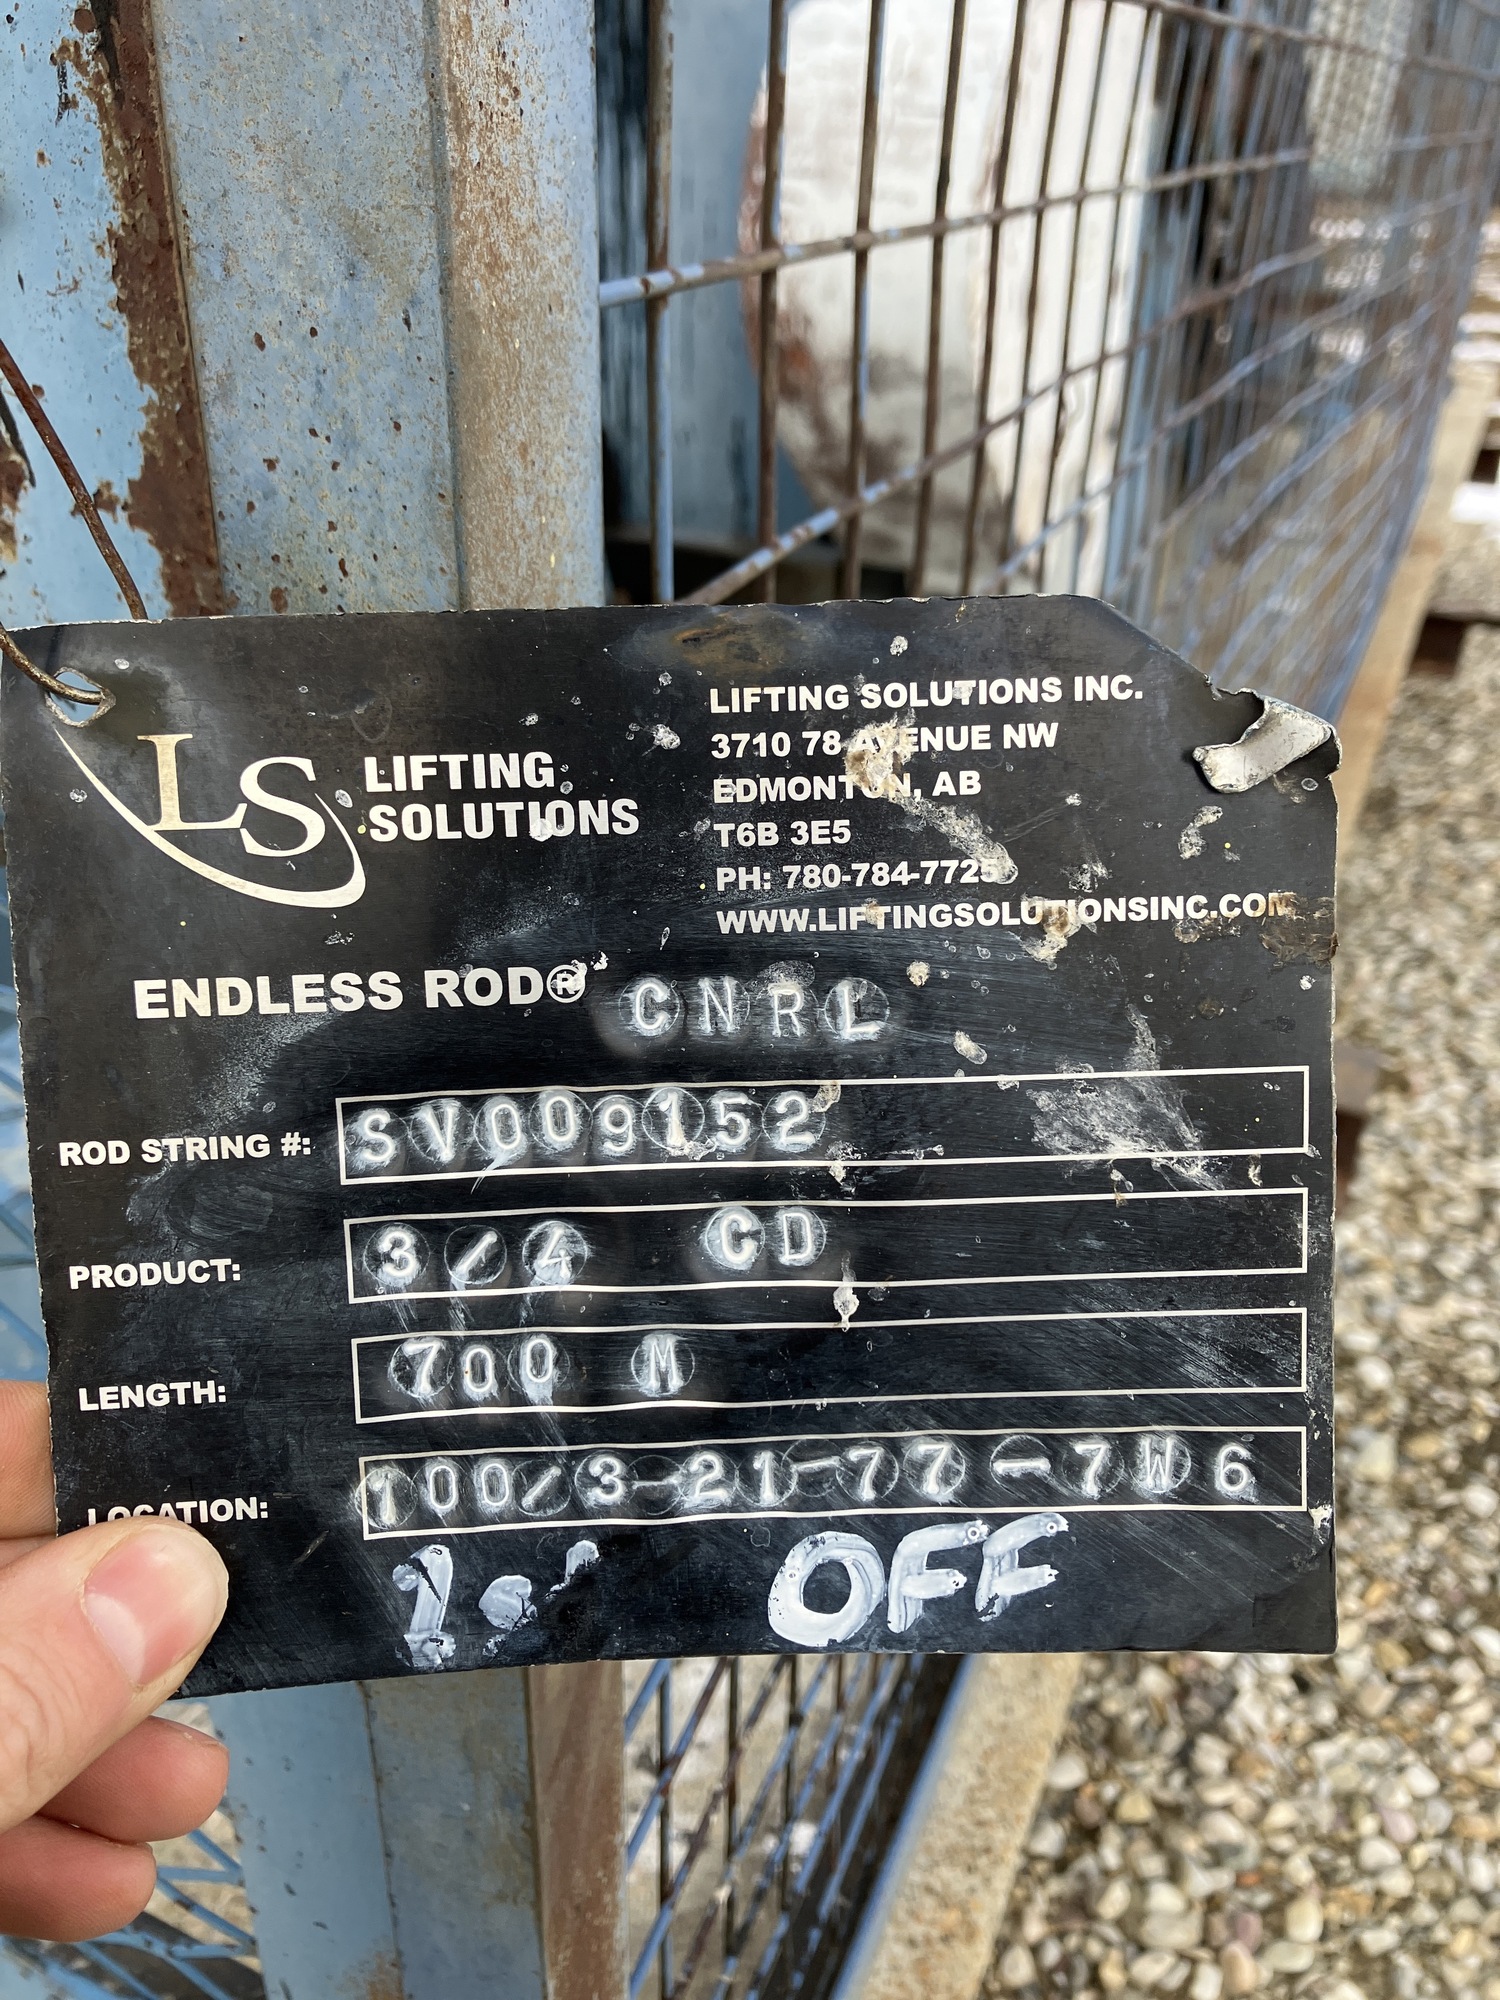 LS LIFTING SOLUTIONS
LIFTING SOLUTIONS INC.
3710 78 AVENUE NW
EDMONTON, AB
T6B 3E5
PH: 780-784-7725
WWW.LIFTINGSOLUTIONSINC.COM
ENDLESS ROD® CNRL
ROD STRING #: SV009152
PRODUCT: 3/4 CD
LENGTH: 700 M
LOCATION: 100/3-21-77-7W6
OFF